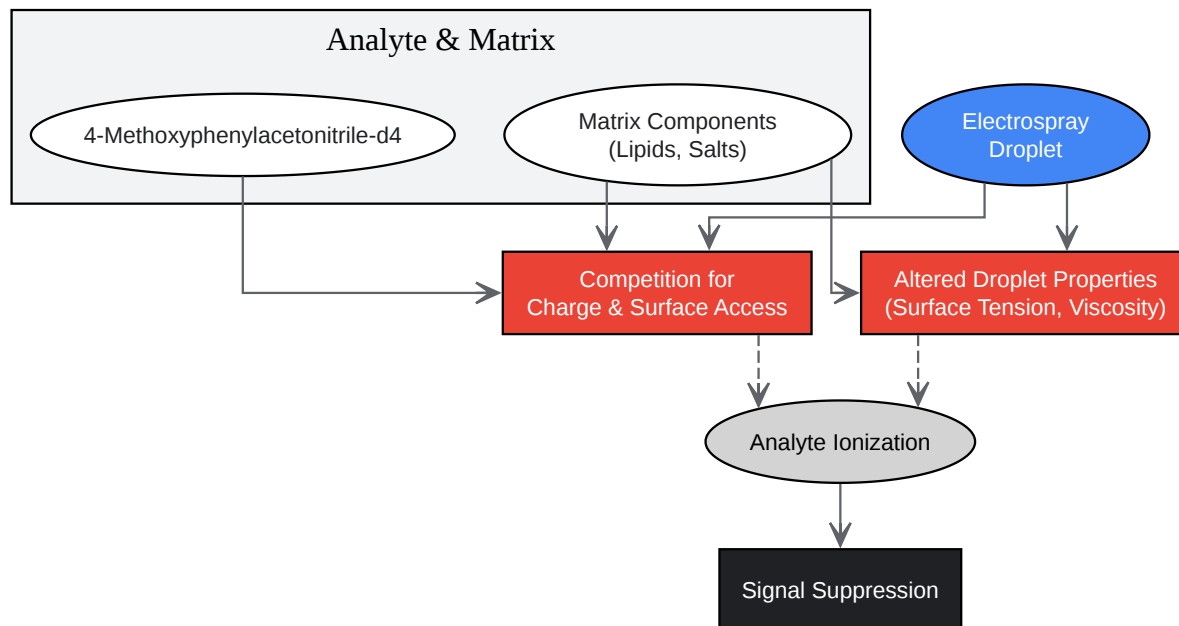 Analyte & Matrix
4-Methoxyphenylacetonitrile-d4
Matrix Components
(Lipids, Salts)
Electrospray
Droplet
Competition for
Charge & Surface Access
Altered Droplet Properties
(Surface Tension, Viscosity)
Analyte Ionization
Signal Suppression